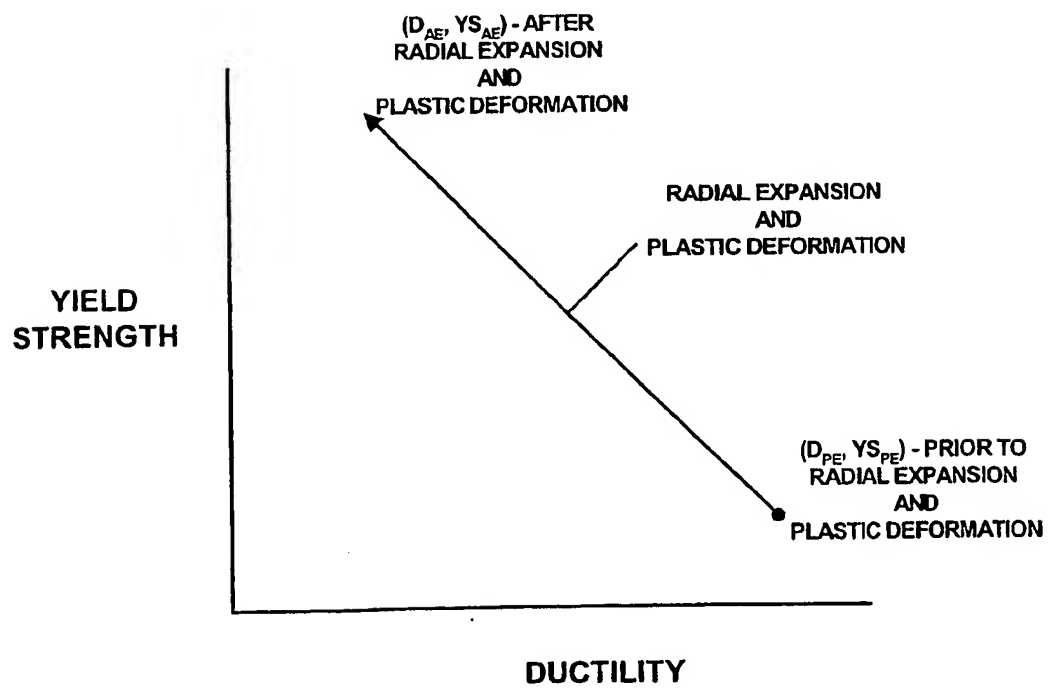 (D_AE, YS_AE) - AFTER
RADIAL EXPANSION
AND
PLASTIC DEFORMATION
RADIAL EXPANSION
AND
PLASTIC DEFORMATION
YIELD
STRENGTH
(D_PE, YS_PE) - PRIOR TO
RADIAL EXPANSION
AND
PLASTIC DEFORMATION
DUCTILITY